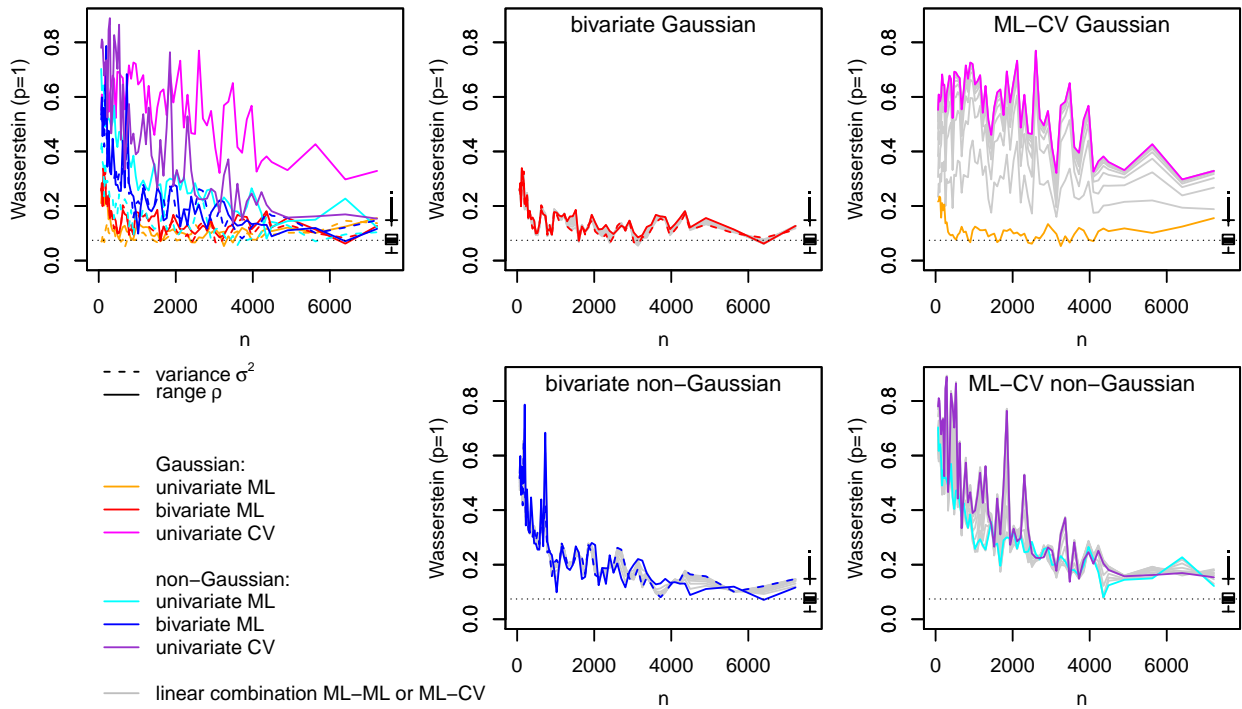 bivariate Gaussian
ML−CV Gaussian
Wasserstein (p=1)
0.0 0.2 0.4 0.6 0.8
0 2000 4000 6000
n
Wasserstein (p=1)
0.0 0.2 0.4 0.6 0.8
0 2000 4000 6000
n
Wasserstein (p=1)
0.0 0.2 0.4 0.6 0.8
0 2000 4000 6000
n
variance σ²
range ρ
Gaussian:
univariate ML
bivariate ML
univariate CV
non−Gaussian:
univariate ML
bivariate ML
univariate CV
linear combination ML−ML or ML−CV
bivariate non−Gaussian
Wasserstein (p=1)
0.0 0.2 0.4 0.6 0.8
0 2000 4000 6000
n
ML−CV non−Gaussian
Wasserstein (p=1)
0.0 0.2 0.4 0.6 0.8
0 2000 4000 6000
n